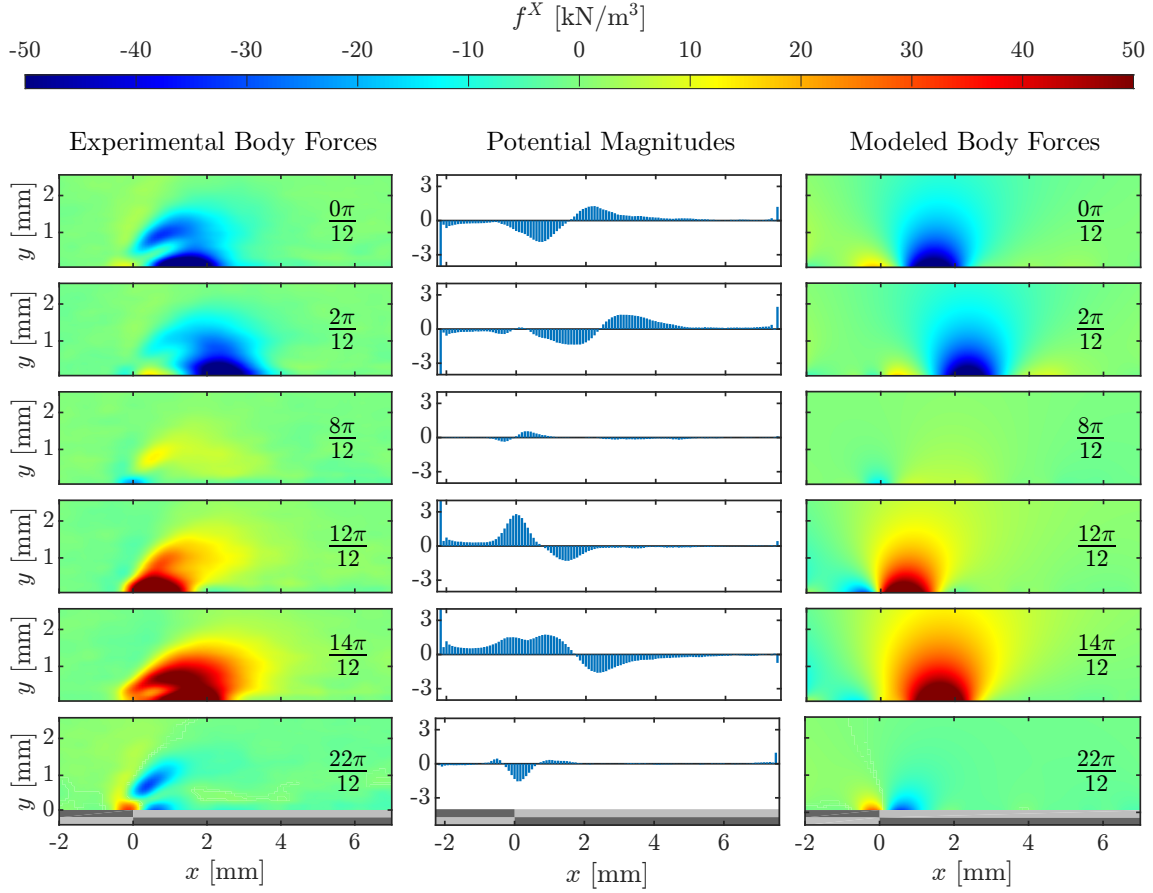 f^X [kN/m³]
-50 -40 -30 -20 -10 0 10 20 30 40 50
Experimental Body Forces Potential Magnitudes Modeled Body Forces
y [mm] 2 1 0π/12 3 0 -3 0π/12
y [mm] 2 1 2π/12 3 0 -3 2π/12
y [mm] 2 1 8π/12 3 0 -3 8π/12
y [mm] 2 1 12π/12 3 0 -3 12π/12
y [mm] 2 1 14π/12 3 0 -3 14π/12
y [mm] 2 1 0 22π/12 3 0 -3 22π/12
-2 0 2 4 6 -2 0 2 4 6 -2 0 2 4 6
x [mm] x [mm] x [mm]